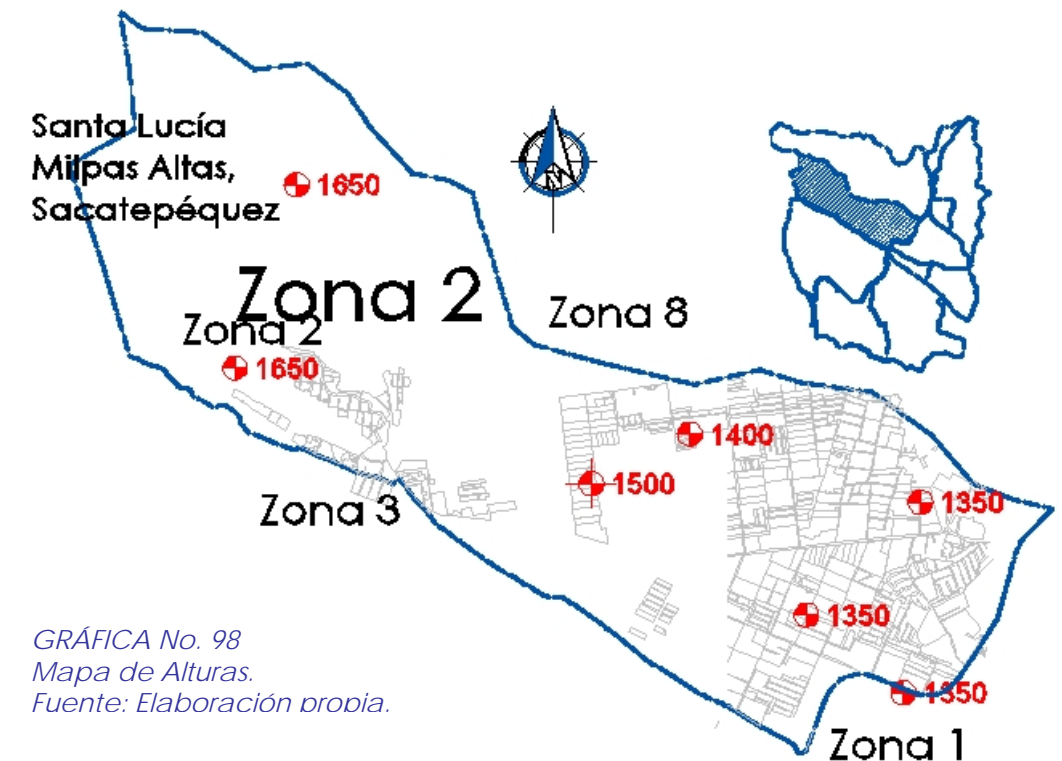 Santa Lucía
Milpas Altas,
Sacatepéquez
1650
Zona 2
Zona 8
Zona 2
1650
1400
1500
1350
Zona 3
1350
1350
Zona 1
GRÁFICA No. 98
Mapa de Alturas.
Fuente: Elaboración propia.